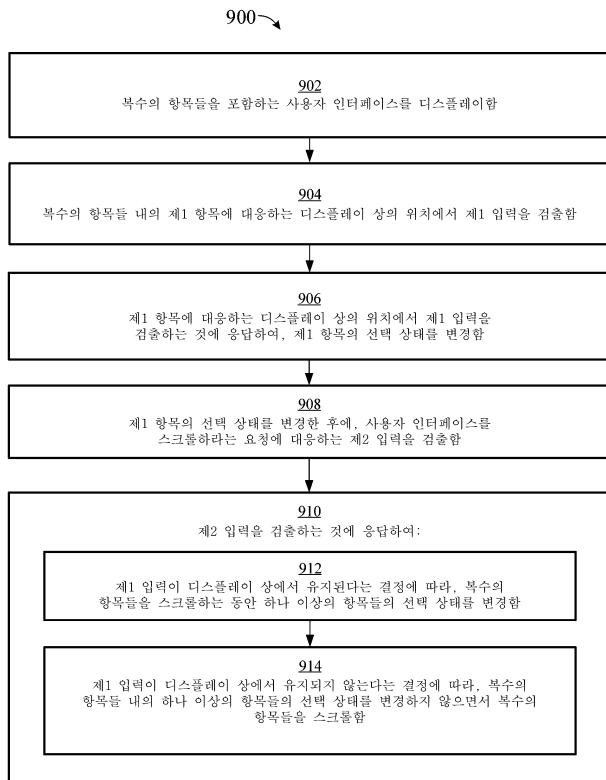 900
902
복수의 항목들을 포함하는 사용자 인터페이스를 디스플레이함
904
복수의 항목들 내의 제1 항목에 대응하는 디스플레이 상의 위치에서 제1 입력을 검출함
906
제1 항목에 대응하는 디스플레이 상의 위치에서 제1 입력을
검출하는 것에 응답하여, 제1 항목의 선택 상태를 변경함
908
제1 항목의 선택 상태를 변경한 후에, 사용자 인터페이스를
스크롤하라는 요청에 대응하는 제2 입력을 검출함
910
제2 입력을 검출하는 것에 응답하여:
912
제1 입력이 디스플레이 상에서 유지된다는 결정에 따라, 복수의
항목들을 스크롤하는 동안 하나 이상의 항목들의 선택 상태를 변경함
914
제1 입력이 디스플레이 상에서 유지되지 않는다는 결정에 따라, 복수의
항목들 내의 하나 이상의 항목들의 선택 상태를 변경하지 않으면서 복수의
항목들을 스크롤함